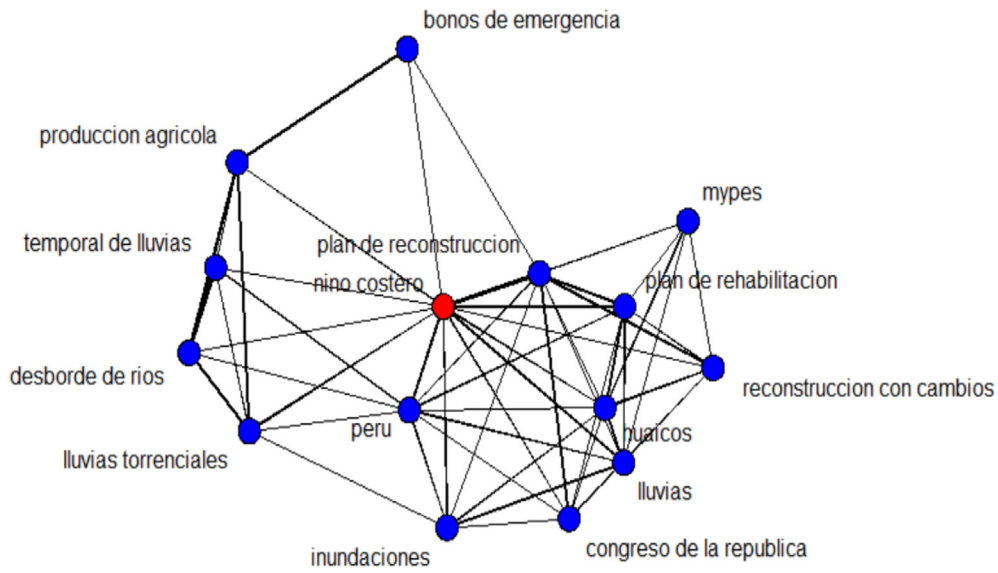 bonos de emergencia
produccion agricola
mypes
temporal de lluvias
plan de reconstruccion
nino costero
plan de rehabilitacion
desborde de rios
reconstruccion con cambios
peru
huaicos
lluvias torrenciales
lluvias
inundaciones
congreso de la republica